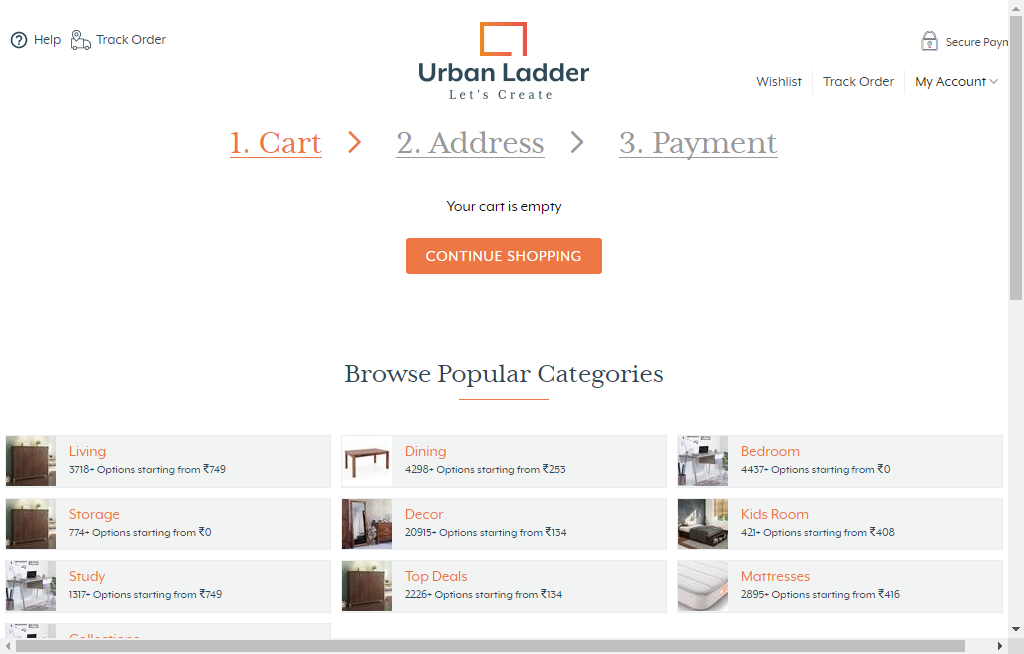 Help
Track Order
Secure Payn
Urban Ladder
Let's Create
Wishlist
Track Order
My Account
1. Cart
2. Address
3. Payment
Your cart is empty
CONTINUE SHOPPING
Browse Popular Categories
Living
3718+ Options starting from ₹749
Dining
4298+ Options starting from ₹253
Bedroom
4437+ Options starting from ₹0
Storage
774+ Options starting from ₹0
Decor
20915+ Options starting from ₹134
Kids Room
421+ Options starting from ₹408
Study
1317+ Options starting from ₹749
Top Deals
2226+ Options starting from ₹134
Mattresses
2895+ Options starting from ₹416
Collections